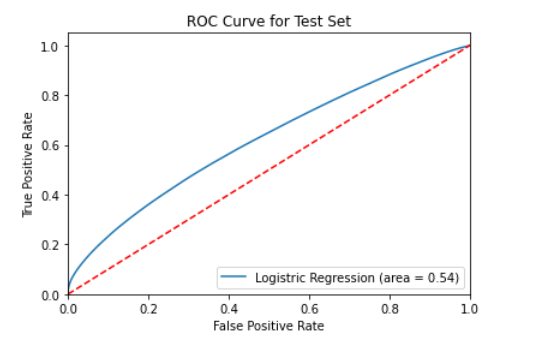 ROC Curve for Test Set
1.0
0.8
0.6
0.4
0.2
0.0
True Positive Rate
Logistric Regression (area = 0.54)
0.0 0.2 0.4 0.6 0.8 1.0
False Positive Rate